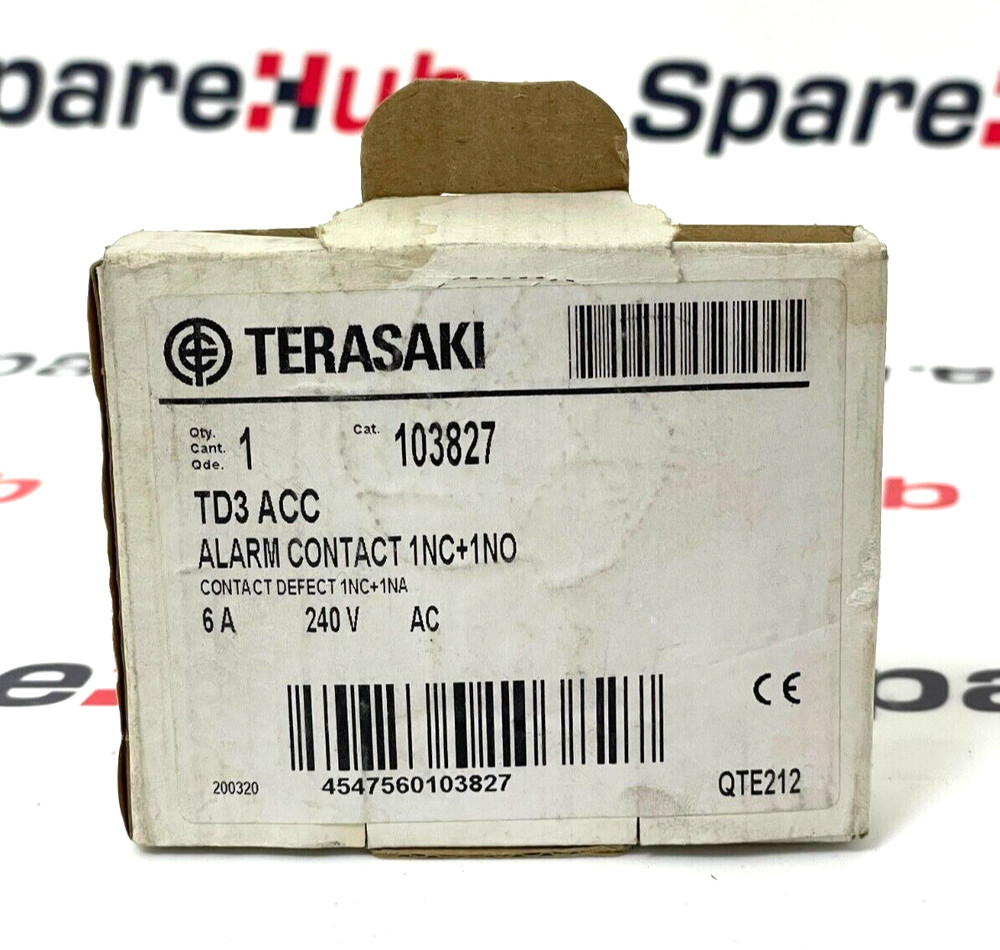 SpareHub
Spare
TERASAKI
Qty.
Cant.
Qde.
1
Cat.
103827
TD3 ACC
ALARM CONTACT 1NC+1NO
CONTACT DEFECT 1NC+1NA
6 A 240 V AC
CE
200320
4547560103827
QTE212